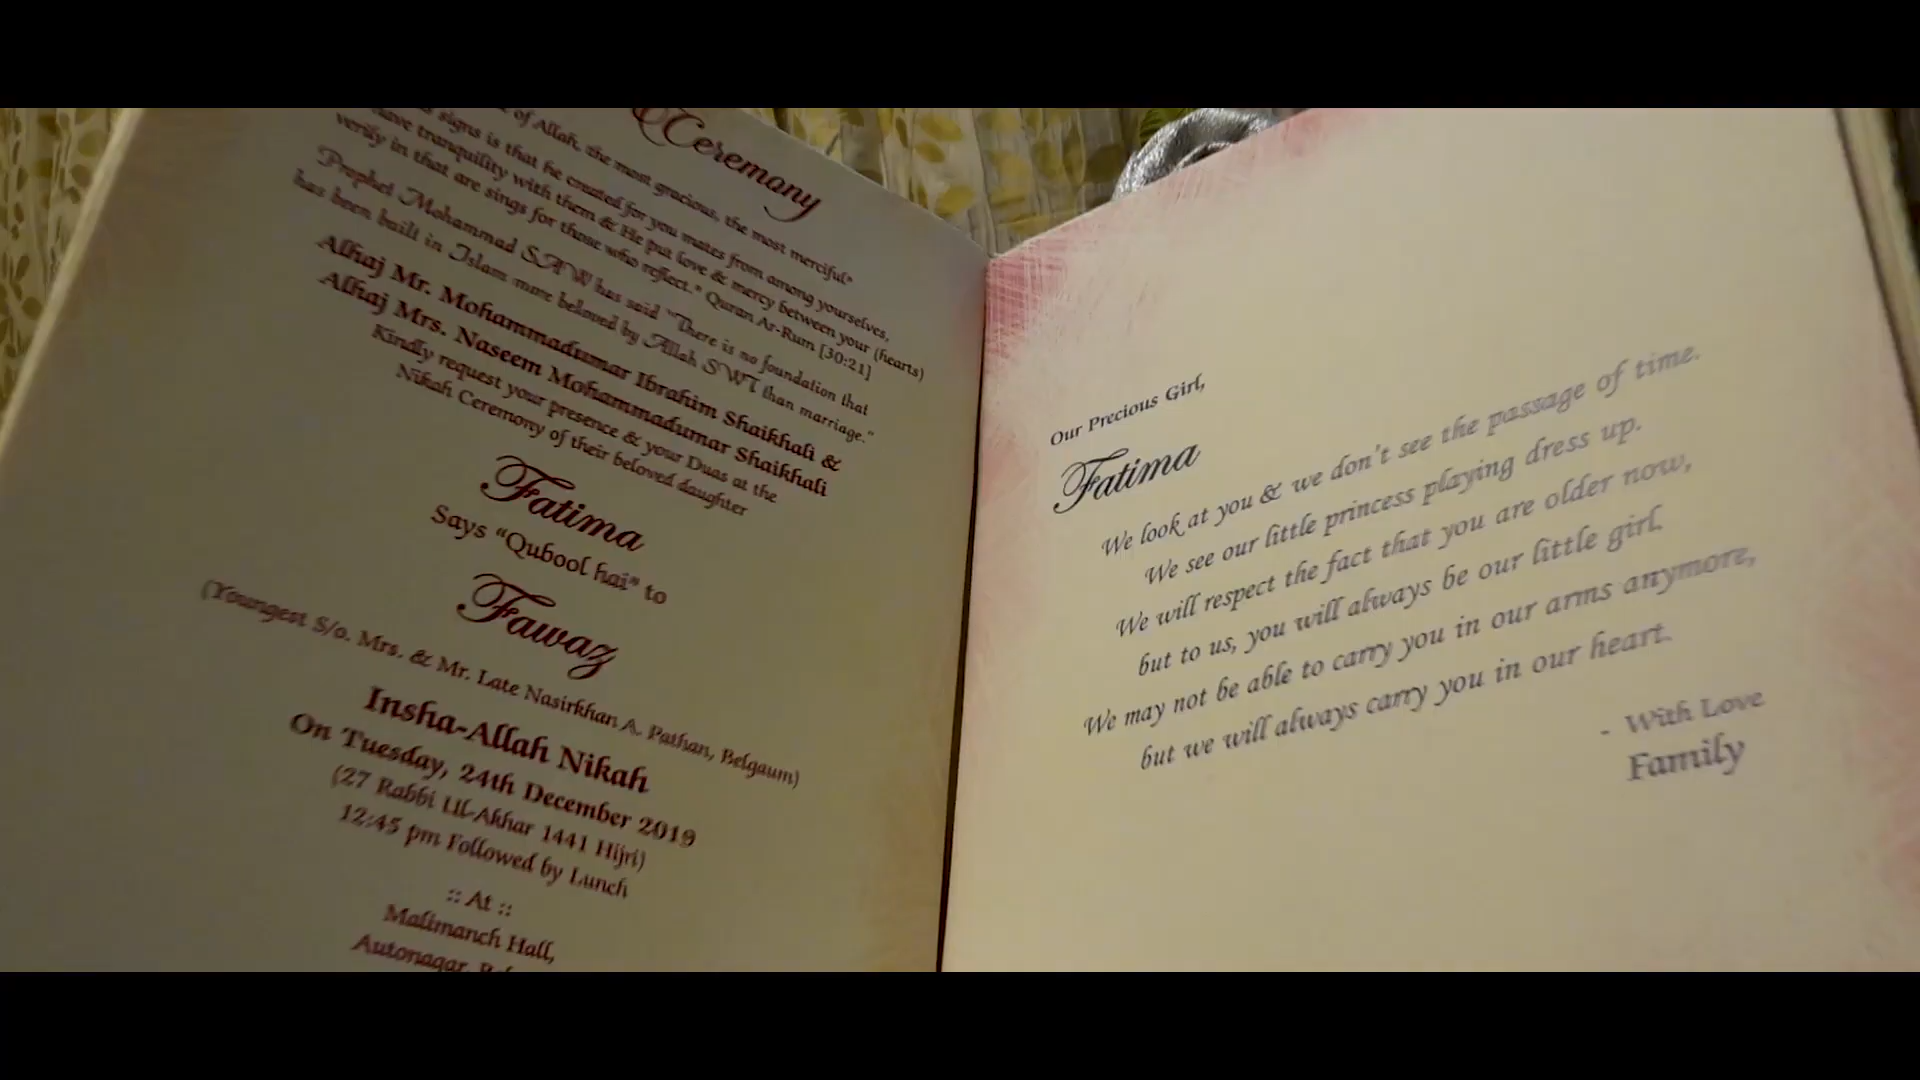 Ceremony
of Allah, the most gracious, the most merciful"
signs is that he created for you mates from among yourselves,
have tranquility with them & He put love & mercy between your (hearts)
verily in that are sings for those who reflect." Quran Ar-Rum [30:21]
Prophet Mohammad SAW has said "There is no foundation that
has been built in Islam more beloved by Allah SWT than marriage."
Alhaj Mr. Mohammadumar Ibrahim Shaikhali &
Alhaj Mrs. Naseem Mohammadumar Shaikhali
Kindly request your presence & your Duas at the
Nikah Ceremony of their beloved daughter
Fatima
Says "Qubool hai" to
Fawaz
(Youngest S/o. Mrs. & Mr. Late Nasirkhan A. Pathan, Belgaum)
Insha-Allah Nikah
On Tuesday, 24th December 2019
(27 Rabbi Ul-Akhar 1441 Hijri)
12:45 pm Followed by Lunch
:: At ::
Malimanch Hall,
Autonagar,
Our Precious Girl,
Fatima
We look at you & we don't see the passage of time.
We see our little princess playing dress up.
We will respect the fact that you are older now,
but to us, you will always be our little girl.
We may not be able to carry you in our arms anymore,
but we will always carry you in our heart.
- With Love
Family